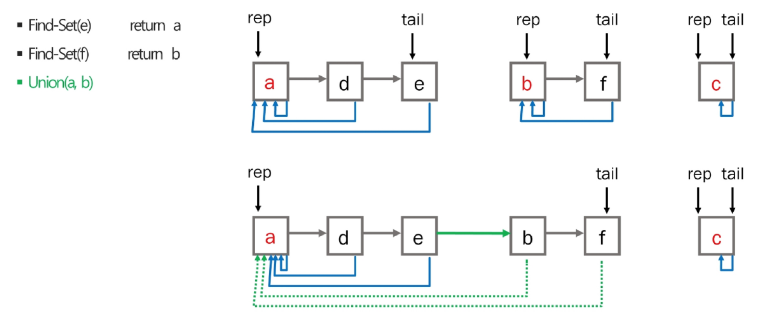 ▪ Find-Set(e) return a
▪ Find-Set(f) return b
▪ Union(a, b)
rep tail rep tail rep tail
a d e b f c
rep tail rep tail
a d e b f c